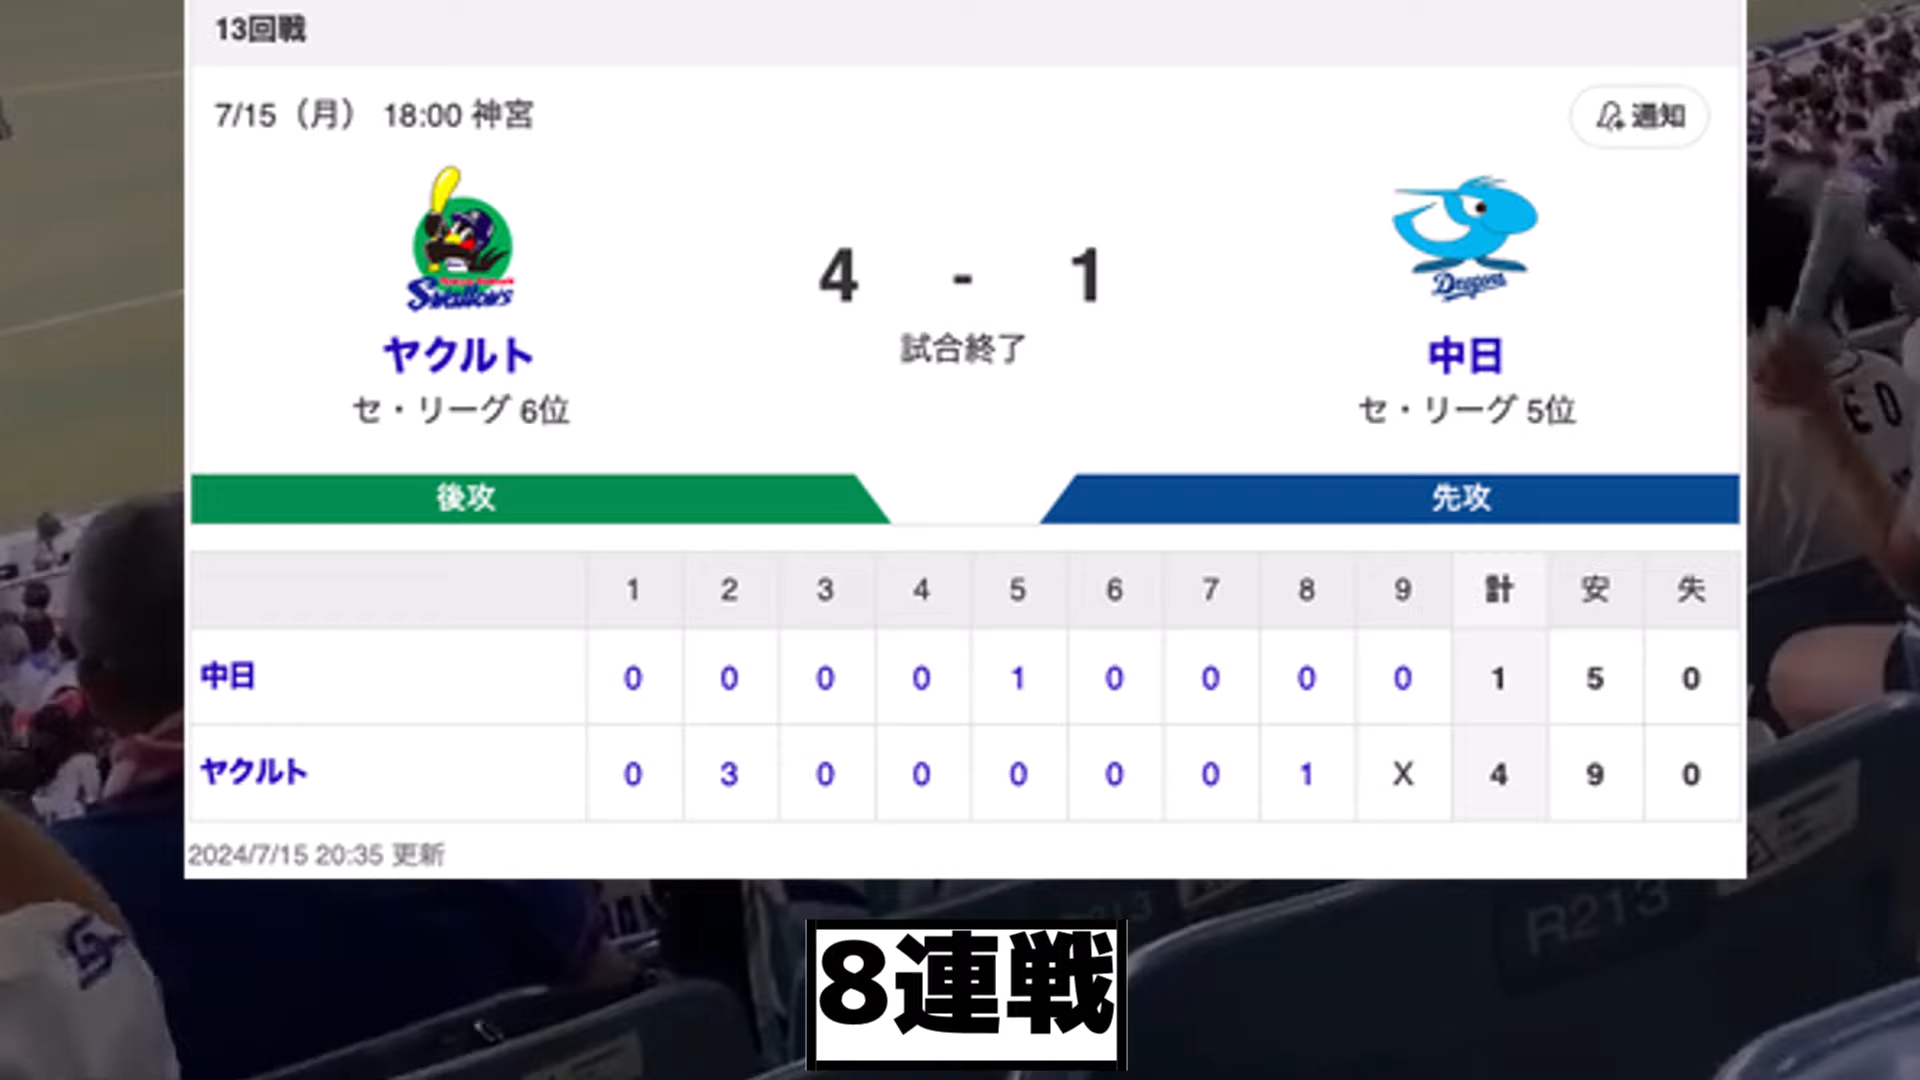 13回戦
7/15（月） 18:00 神宮
通知
Swallows
Dragons
4 - 1
ヤクルト
中日
試合終了
セ・リーグ 6位
セ・リーグ 5位
後攻
先攻
1 2 3 4 5 6 7 8 9 計 安 失
中日 0 0 0 0 1 0 0 0 0 1 5 0
ヤクルト 0 3 0 0 0 0 0 1 X 4 9 0
2024/7/15 20:35 更新
R213
8連戦